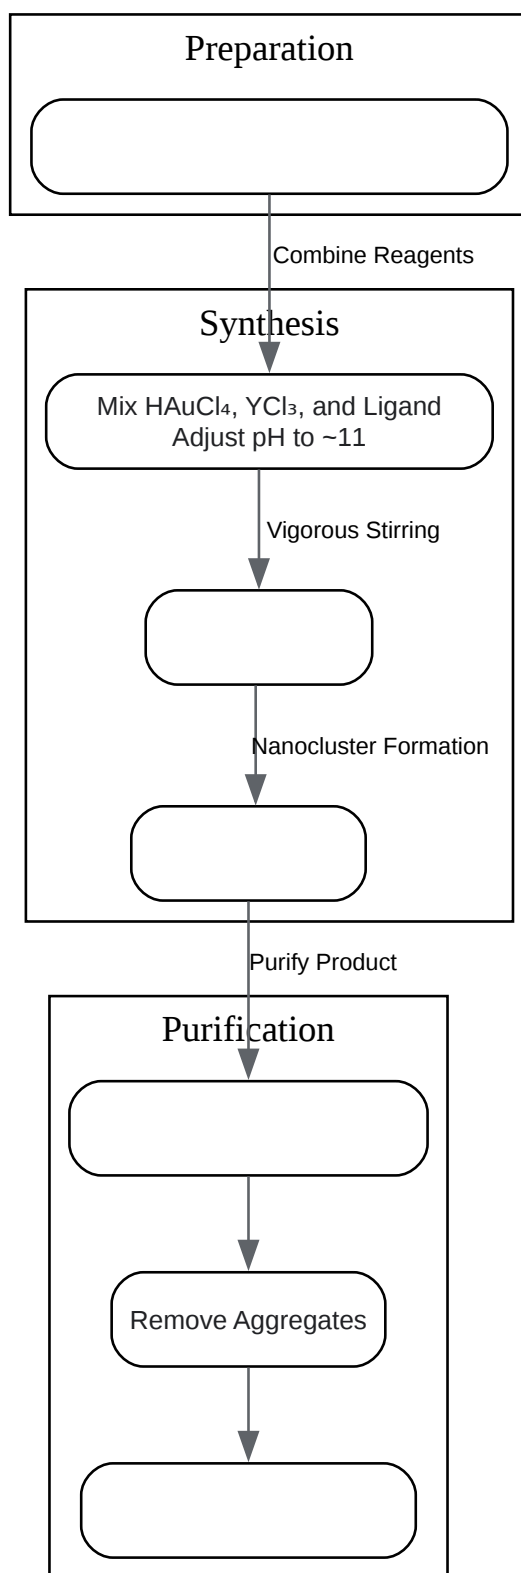 Preparation
Combine Reagents
Synthesis
Mix HAuCl₄, YCl₃, and Ligand
Adjust pH to ~11
Vigorous Stirring
Nanocluster Formation
Purify Product
Purification
Remove Aggregates